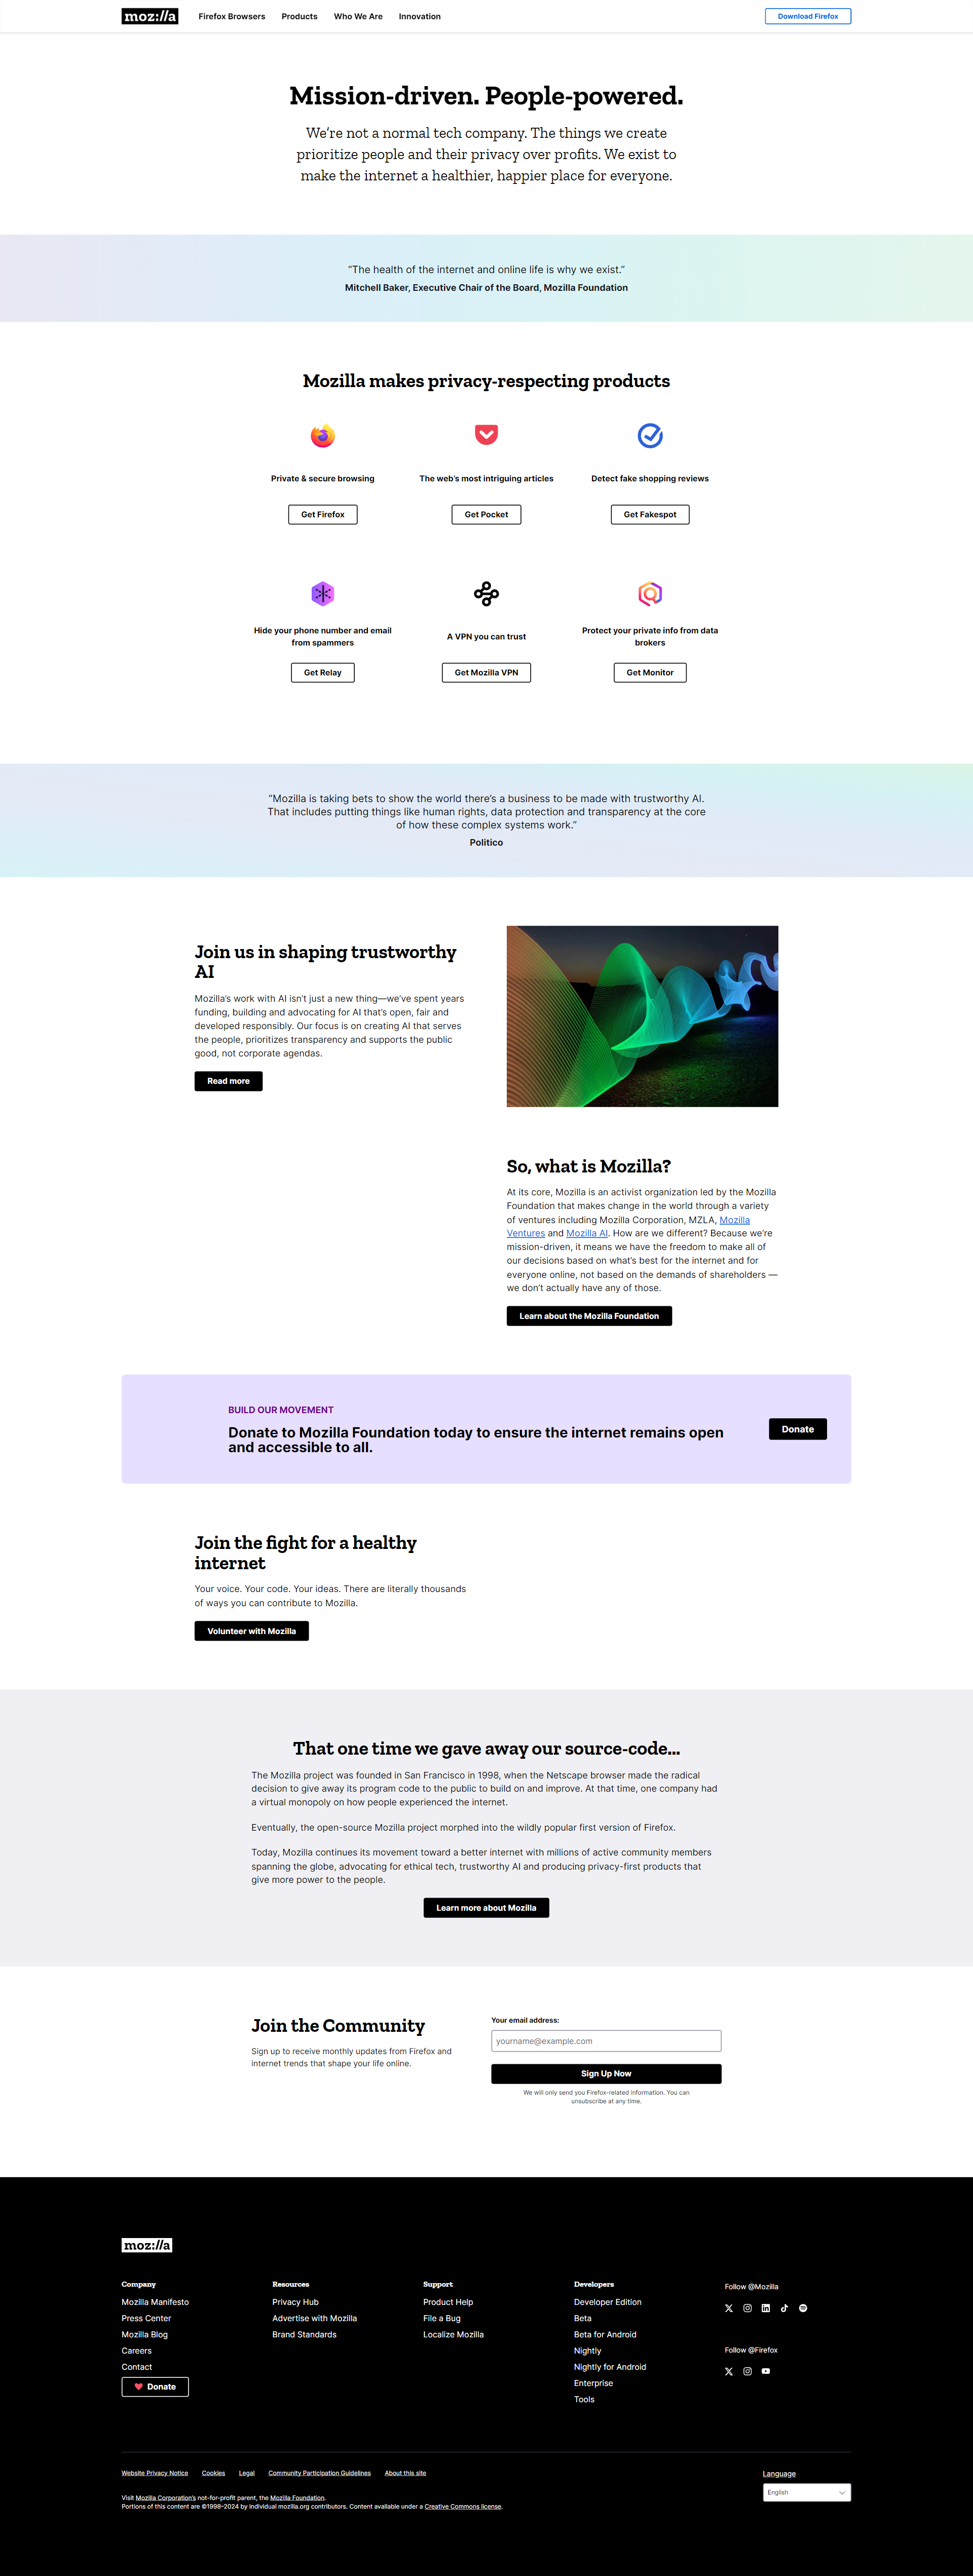 moz://a
Firefox Browsers
Products
Who We Are
Innovation
Download Firefox
Mission-driven. People-powered.
We’re not a normal tech company. The things we create
prioritize people and their privacy over profits. We exist to
make the internet a healthier, happier place for everyone.
“The health of the internet and online life is why we exist.”
Mitchell Baker, Executive Chair of the Board, Mozilla Foundation
Mozilla makes privacy-respecting products
Private & secure browsing
Get Firefox
The web’s most intriguing articles
Get Pocket
Detect fake shopping reviews
Get Fakespot
Hide your phone number and email
from spammers
Get Relay
A VPN you can trust
Get Mozilla VPN
Protect your private info from data
brokers
Get Monitor
“Mozilla is taking bets to show the world there’s a business to be made with trustworthy AI.
That includes putting things like human rights, data protection and transparency at the core
of how these complex systems work.”
Politico
Join us in shaping trustworthy
AI
Mozilla’s work with AI isn’t just a new thing—we’ve spent years
funding, building and advocating for AI that’s open, fair and
developed responsibly. Our focus is on creating AI that serves
the people, prioritizes transparency and supports the public
good, not corporate agendas.
Read more
So, what is Mozilla?
At its core, Mozilla is an activist organization led by the Mozilla
Foundation that makes change in the world through a variety
of ventures including Mozilla Corporation, MZLA, Mozilla
Ventures and Mozilla AI. How are we different? Because we’re
mission-driven, it means we have the freedom to make all of
our decisions based on what’s best for the internet and for
everyone online, not based on the demands of shareholders —
we don’t actually have any of those.
Learn about the Mozilla Foundation
BUILD OUR MOVEMENT
Donate to Mozilla Foundation today to ensure the internet remains open
and accessible to all.
Donate
Join the fight for a healthy
internet
Your voice. Your code. Your ideas. There are literally thousands
of ways you can contribute to Mozilla.
Volunteer with Mozilla
That one time we gave away our source-code...
The Mozilla project was founded in San Francisco in 1998, when the Netscape browser made the radical
decision to give away its program code to the public to build on and improve. At that time, one company had
a virtual monopoly on how people experienced the internet.
Eventually, the open-source Mozilla project morphed into the wildly popular first version of Firefox.
Today, Mozilla continues its movement toward a better internet with millions of active community members
spanning the globe, advocating for ethical tech, trustworthy AI and producing privacy-first products that
give more power to the people.
Learn more about Mozilla
Join the Community
Sign up to receive monthly updates from Firefox and
internet trends that shape your life online.
Your email address:
yourname@example.com
Sign Up Now
We will only send you Firefox-related information. You can
unsubscribe at any time.
moz://a
Company
Mozilla Manifesto
Press Center
Mozilla Blog
Careers
Contact
Donate
Resources
Privacy Hub
Advertise with Mozilla
Brand Standards
Support
Product Help
File a Bug
Localize Mozilla
Developers
Developer Edition
Beta
Beta for Android
Nightly
Nightly for Android
Enterprise
Tools
Follow @Mozilla
Follow @Firefox
Website Privacy Notice
Cookies
Legal
Community Participation Guidelines
About this site
Language
English
Visit Mozilla Corporation’s not-for-profit parent, the Mozilla Foundation.
Portions of this content are ©1998–2024 by individual mozilla.org contributors. Content available under a Creative Commons license.